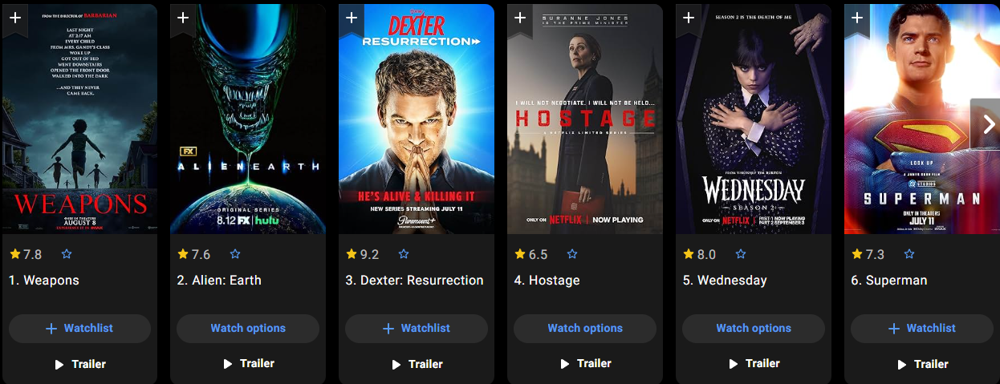 FROM THE DIRECTOR OF BARBARIAN
LAST NIGHT
AT 2:17 AM
EVERY CHILD
FROM MRS. GANDY'S CLASS
WOKE UP
GOT OUT OF BED
WENT DOWNSTAIRS
OPENED THE FRONT DOOR
WALKED INTO THE DARK
...AND THEY NEVER
CAME BACK.
WEAPONS
ONLY IN THEATERS
AUGUST 8
EXPERIENCE IT IN IMAX
7.8
1. Weapons
Watchlist
Trailer
FX
ALIEN: EARTH
ORIGINAL SERIES
8.12 FX | hulu
7.6
2. Alien: Earth
Watch options
Trailer
DEXTER
RESURRECTION
HE'S ALIVE & KILLING IT
NEW SERIES STREAMING JULY 11
Paramount+
9.2
3. Dexter: Resurrection
Watchlist
Trailer
SURANNE JONES
IS THE PRIME MINISTER
I WILL NOT NEGOTIATE. I WILL NOT BE HELD...
HOSTAGE
A NETFLIX LIMITED SERIES
ONLY ON NETFLIX | NOW PLAYING
6.5
4. Hostage
Watch options
Trailer
SEASON 2 IS THE DEATH OF ME
FROM VISIONARY TIM BURTON
WEDNESDAY
SEASON 2
ONLY ON NETFLIX | PART 1 NOW PLAYING
PART 2 SEPTEMBER 3
8.0
5. Wednesday
Watch options
Trailer
LOOK UP
A JAMES GUNN FILM
DC STUDIOS
SUPERMAN
ONLY IN THEATERS
JULY 11
7.3
6. Superman
Watchlist
Trailer